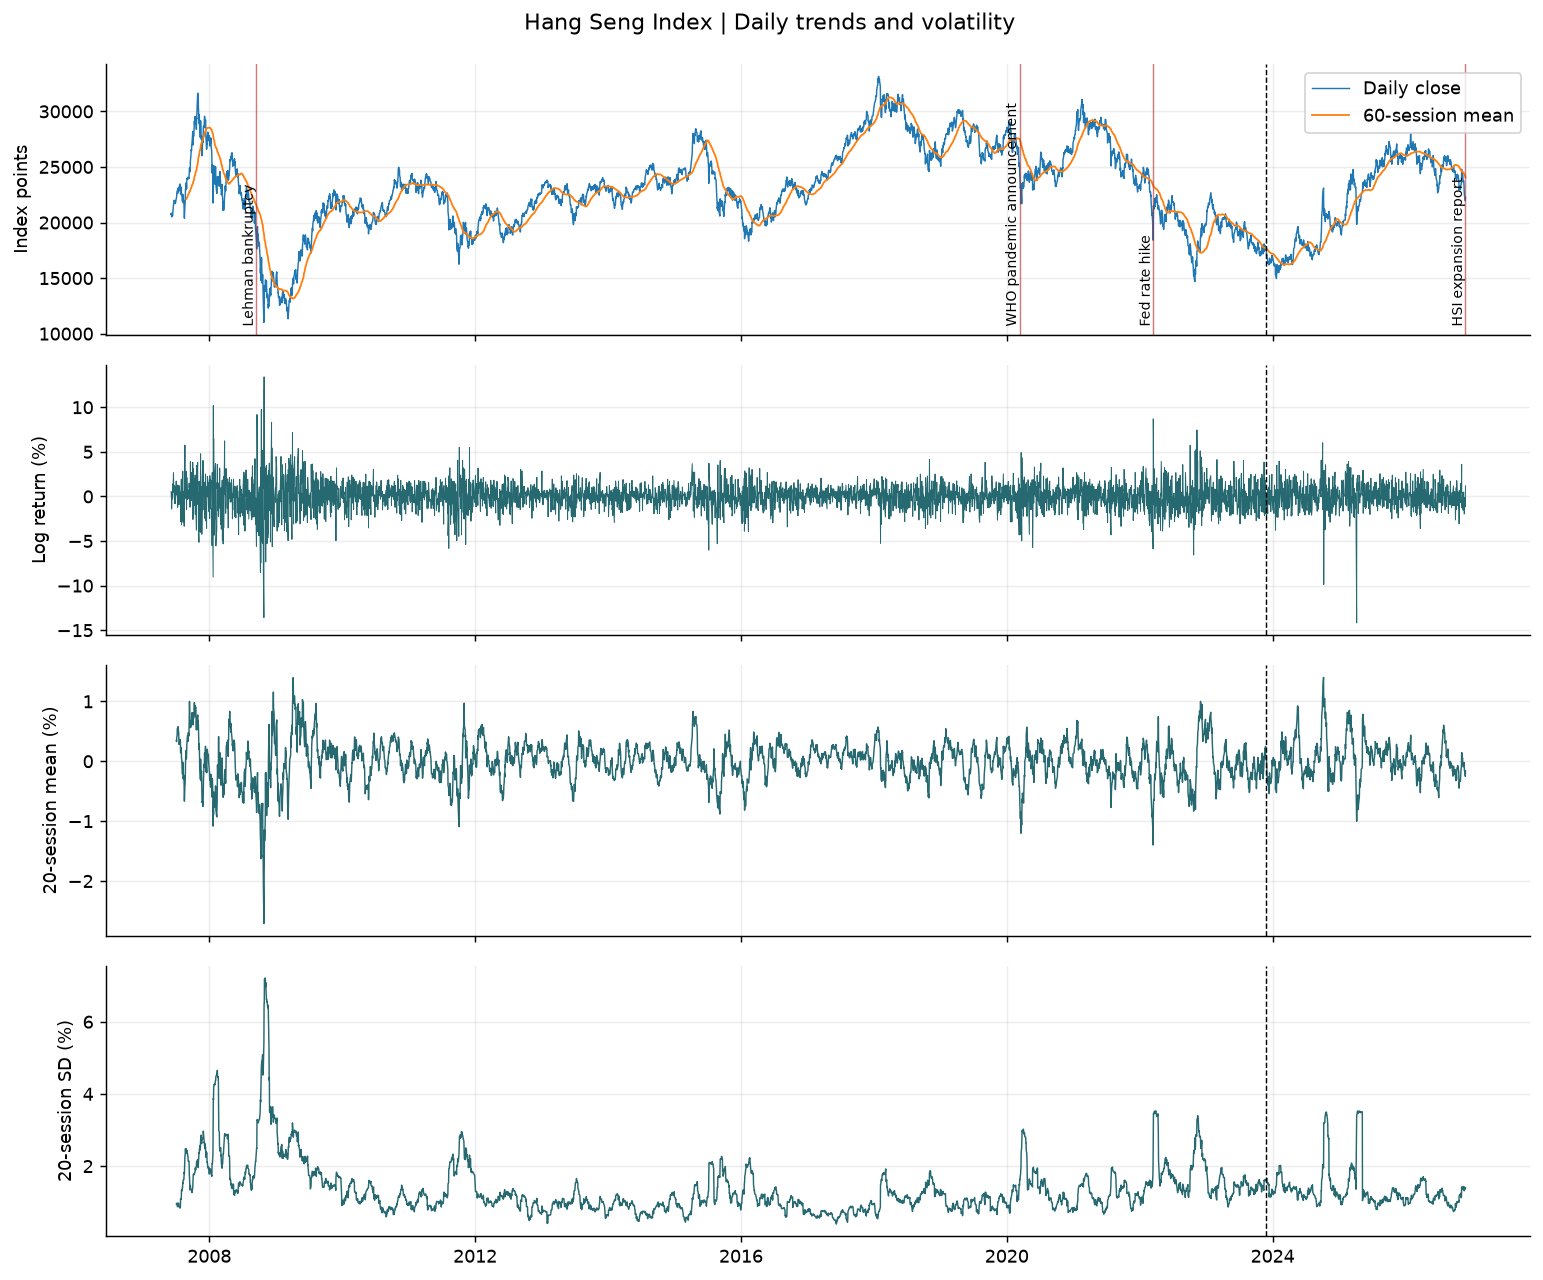 Hang Seng Index | Daily trends and volatility
Index points
30000
25000
20000
15000
10000
Lehman bankruptcy
WHO pandemic announcement
Fed rate hike
HSI expansion report
Daily close
60-session mean
Log return (%)
10
5
0
−5
−10
−15
20-session mean (%)
1
0
−1
−2
20-session SD (%)
6
4
2
2008
2012
2016
2020
2024